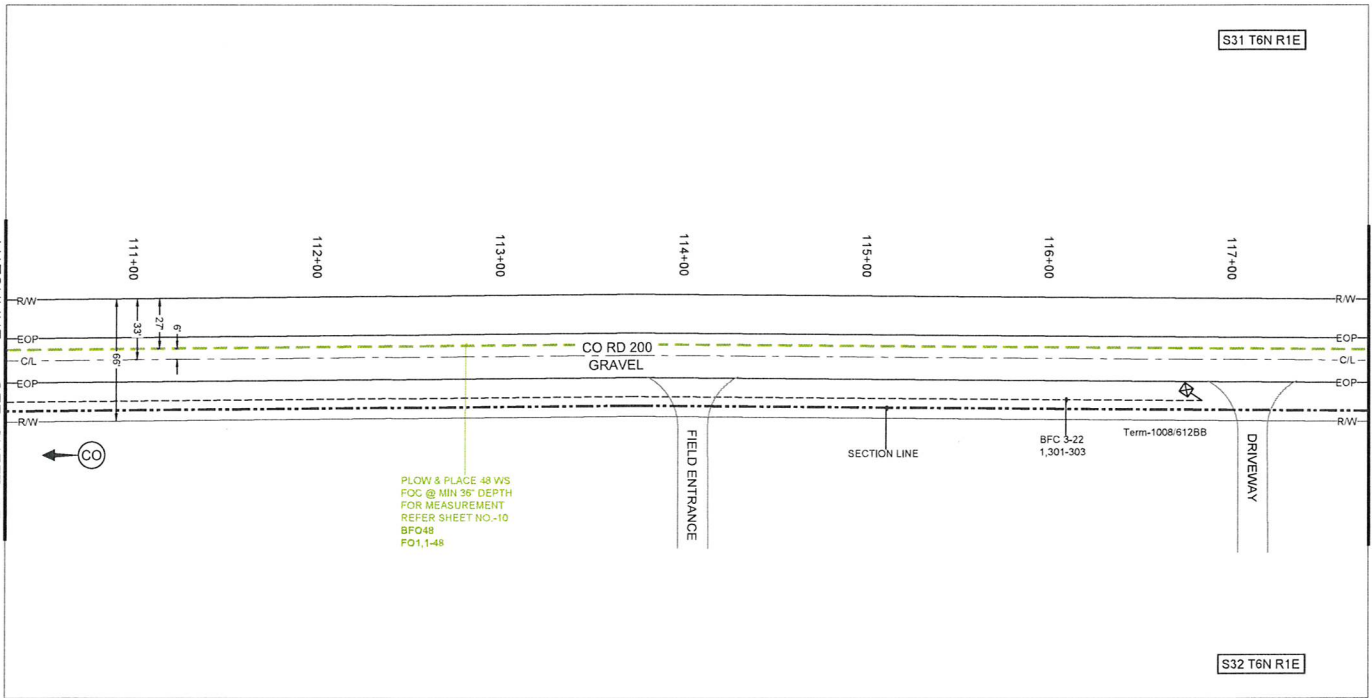 S31 T6N R1E
111+00
112+00
113+00
114+00
115+00
116+00
117+00
R/W
R/W
EOP
EOP
C/L
C/L
EOP
EOP
R/W
R/W
66'
33'
27'
6'
CO RD 200
GRAVEL
CO
PLOW & PLACE 48 WS
FOC @ MIN 36" DEPTH
FOR MEASUREMENT
REFER SHEET NO.-10
BFO48
FO1,1-48
FIELD ENTRANCE
SECTION LINE
BFC 3-22
1,301-303
Term-1008/612BB
DRIVEWAY
S32 T6N R1E